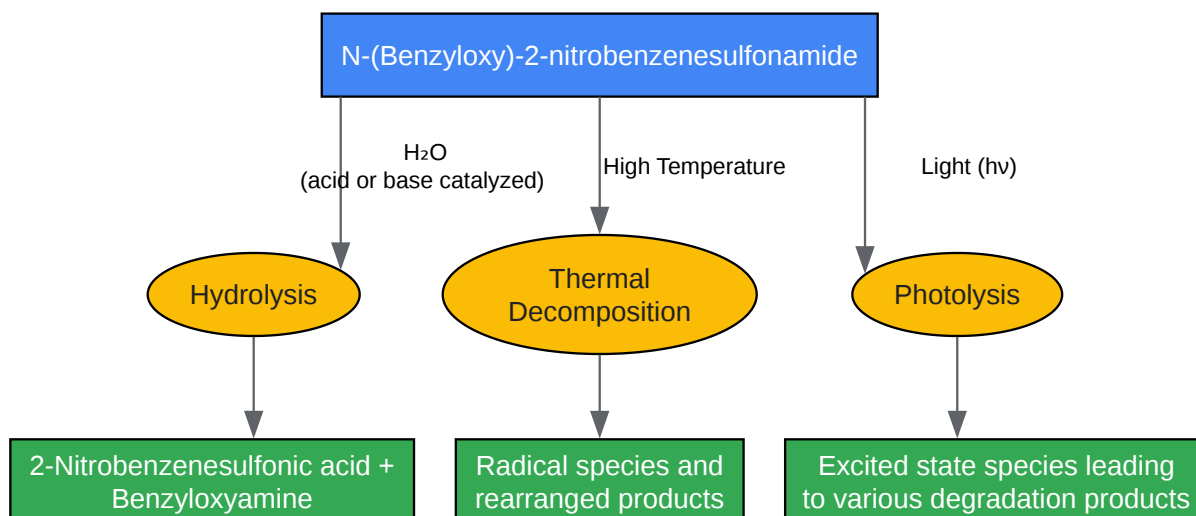 N-(Benzyloxy)-2-nitrobenzenesulfonamide
H₂O
(acid or base catalyzed)
High Temperature
Light (hν)
Hydrolysis
Thermal
Decomposition
Photolysis
2-Nitrobenzenesulfonic acid +
Benzyloxyamine
Radical species and
rearranged products
Excited state species leading
to various degradation products